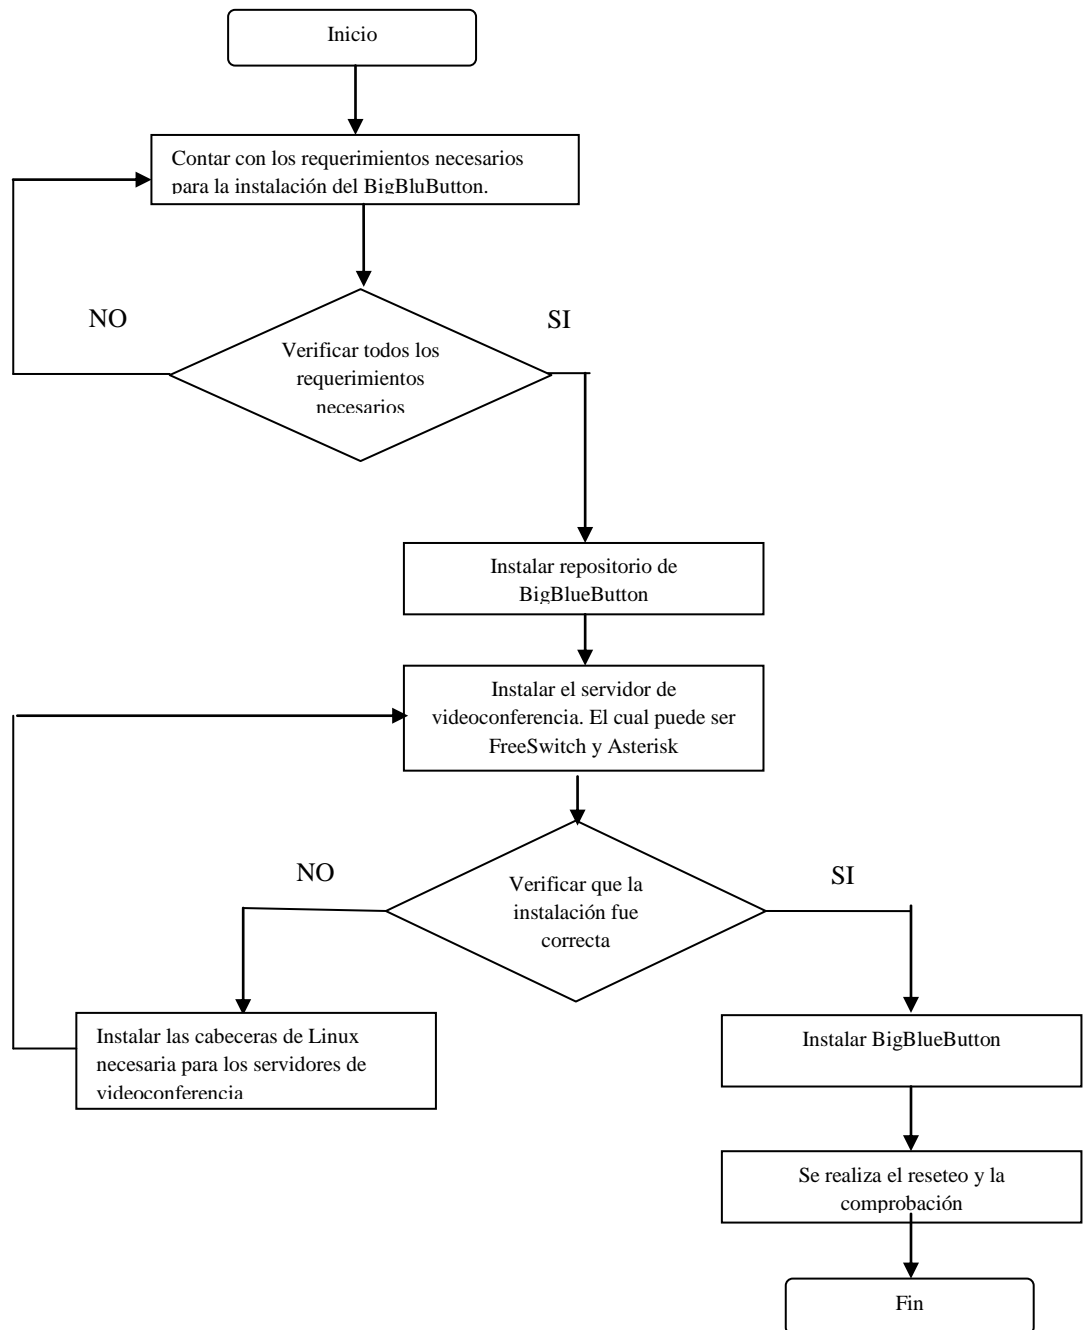 Inicio
Contar con los requerimientos necesarios
para la instalación del BigBluButton.
NO
SI
Verificar todos los
requerimientos
necesarios
Instalar repositorio de
BigBlueButton
Instalar el servidor de
videoconferencia. El cual puede ser
FreeSwitch y Asterisk
NO
SI
Verificar que la
instalación fue
correcta
Instalar las cabeceras de Linux
necesaria para los servidores de
videoconferencia
Instalar BigBlueButton
Se realiza el reseteo y la
comprobación
Fin